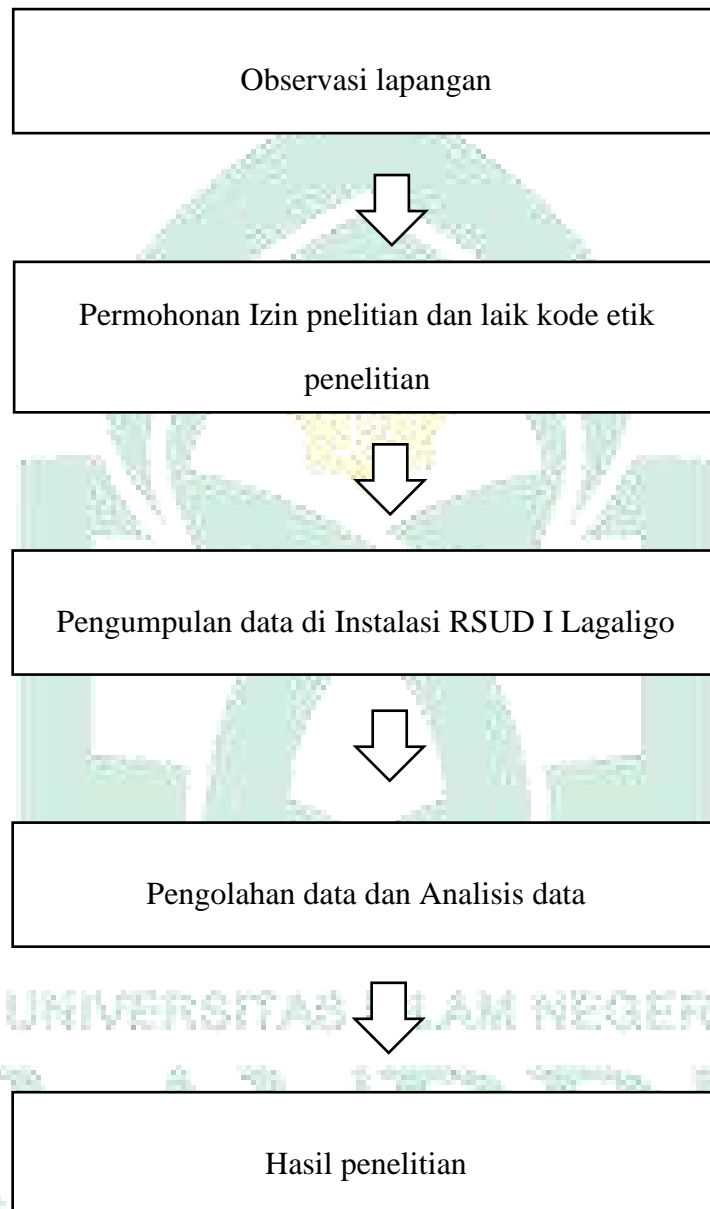 Observasi lapangan
Permohonan Izin pnelitian dan laik kode etik
penelitian
Pengumpulan data di Instalasi RSUD I Lagaligo
Pengolahan data dan Analisis data
UNIVERSITAS
Hasil penelitian